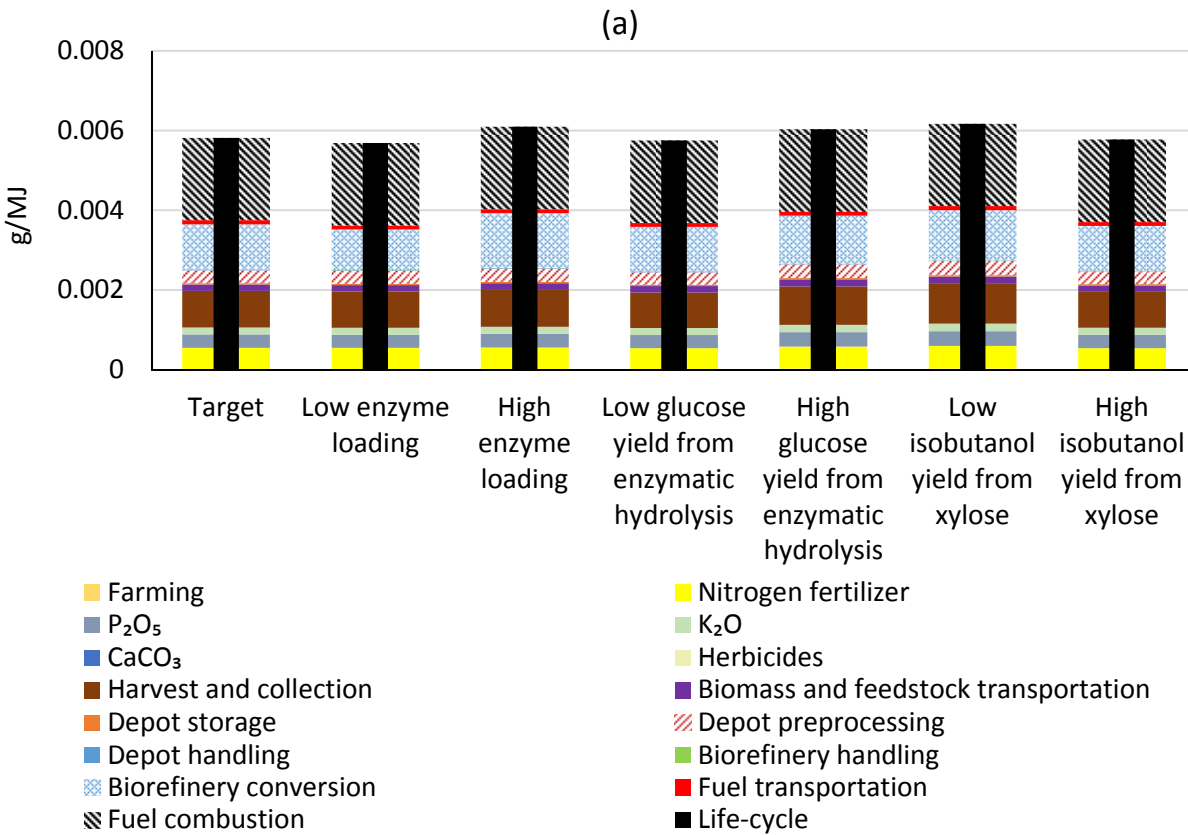 (a)
0.008
0.006
0.004
0.002
0
g/MJ
Target
Low enzyme
loading
High
enzyme
loading
Low glucose
yield from
enzymatic
hydrolysis
High
glucose
yield from
enzymatic
hydrolysis
Low
isobutanol
yield from
xylose
High
isobutanol
yield from
xylose
Farming
Nitrogen fertilizer
P₂O₅
K₂O
CaCO₃
Herbicides
Harvest and collection
Biomass and feedstock transportation
Depot storage
Depot preprocessing
Depot handling
Biorefinery handling
Biorefinery conversion
Fuel transportation
Fuel combustion
Life-cycle